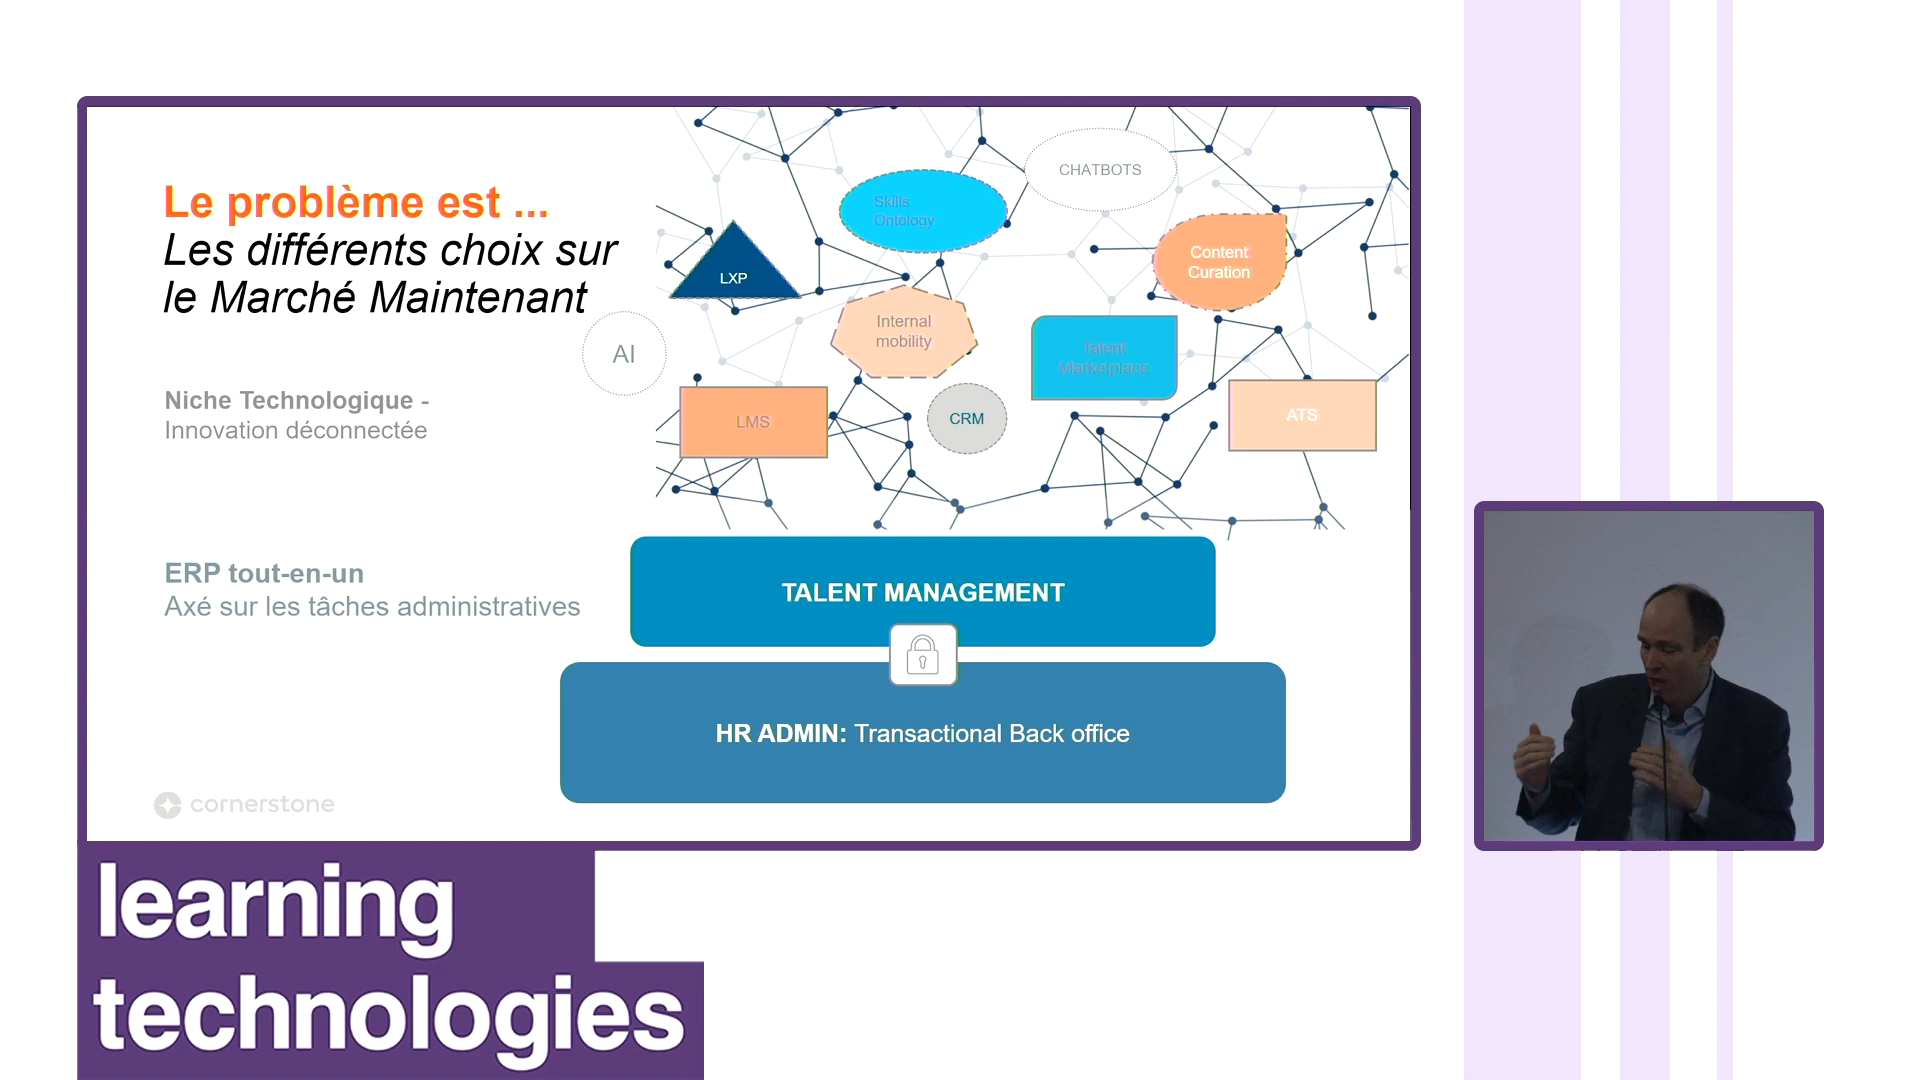 Le problème est ...
Les différents choix sur
le Marché Maintenant
Niche Technologique -
Innovation déconnectée
ERP tout-en-un
Axé sur les tâches administratives
CHATBOTS
Skills
Ontology
LXP
Content
Curation
Internal
mobility
AI
Talent
Marketplace
LMS
CRM
ATS
TALENT MANAGEMENT
HR ADMIN: Transactional Back office
cornerstone
learning
technologies